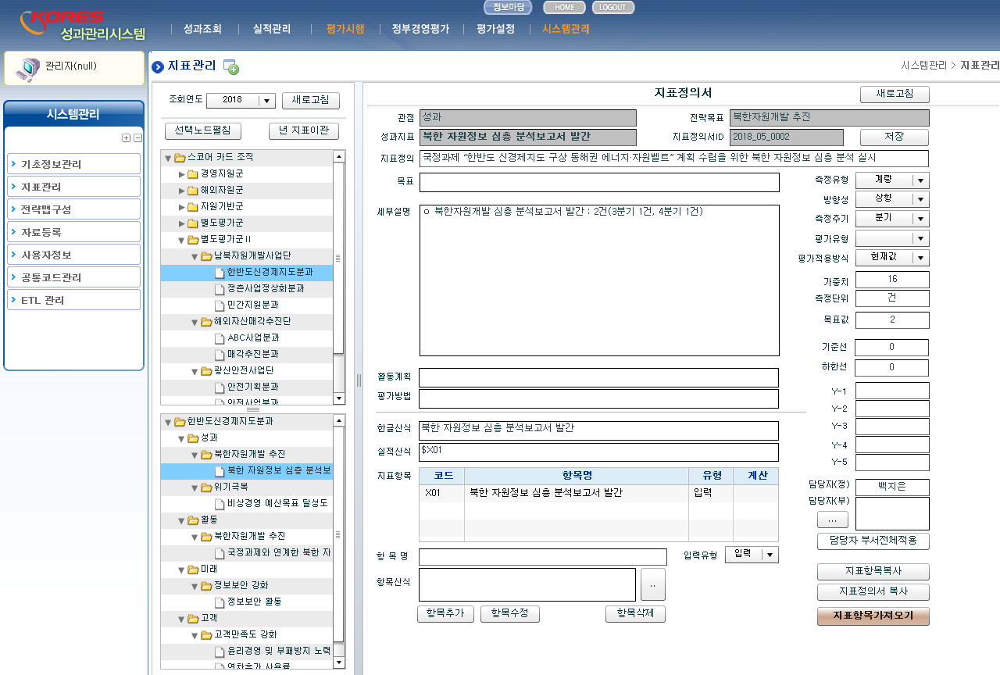 정보마당 HOME LOGOUT
KORES
성과관리시스템
성과조회 실적관리 평가시행 정부경영평가 평가설정 시스템관리
관리자(null)
시스템관리
기초정보관리
지표관리
전략맵구성
자료등록
사용자정보
공통코드관리
ETL 관리
지표관리
시스템관리 > 지표관리
조회연도 2018 새로고침
선택노드펼침 년 지표이관
스코어 카드 조직
경영지원군
해외자원군
자원기반군
별도평가군
별도평가군Ⅱ
남북자원개발사업단
한반도신경제지도분과
정촌사업정상화분과
민간지원분과
해외자산매각추진단
ABC사업분과
매각추진분과
광산안전사업단
안전기획분과
안전사업분과
한반도신경제지도분과
성과
북한자원개발 추진
북한 자원정보 심층 분석보
위기극복
비상경영 예산목표 달성도
활동
북한자원개발 추진
국정과제와 연계한 북한 자
미래
정보보안 강화
정보보안 활동
고객
고객만족도 강화
윤리경영 및 부패방지 노력
연차휴가 사용률
지표정의서 새로고침
관점 성과 전략목표 북한자원개발 추진
성과지표 북한 자원정보 심층 분석보고서 발간 지표정의서ID 2018_05_0002 저장
지표정의 국정과제 “한반도 신경제지도 구상 동해권 에너지·자원벨트” 계획 수립을 위한 북한 자원정보 심층 분석 실시
목표
세부설명 ο 북한자원개발 심층 분석보고서 발간 : 2건(3분기 1건, 4분기 1건)
활동계획
평가방법
한글산식 북한 자원정보 심층 분석보고서 발간
실적산식 $X01
지표항목 코드 항목명 유형 계산
X01 북한 자원정보 심층 분석보고서 발간 입력
항 목 명 입력유형 입력
항목산식 ..
항목추가 항목수정 항목삭제
측정유형 계량
방향성 상향
측정주기 분기
평가유형
평가적용방식 현재값
가중치 16
측정단위 건
목표값 2
기준선 0
하한선 0
Y-1
Y-2
Y-3
Y-4
Y-5
담당자(정) 백지은
담당자(부)
...
담당자 부서전체적용
지표항목복사
지표정의서 복사
지표항목가져오기